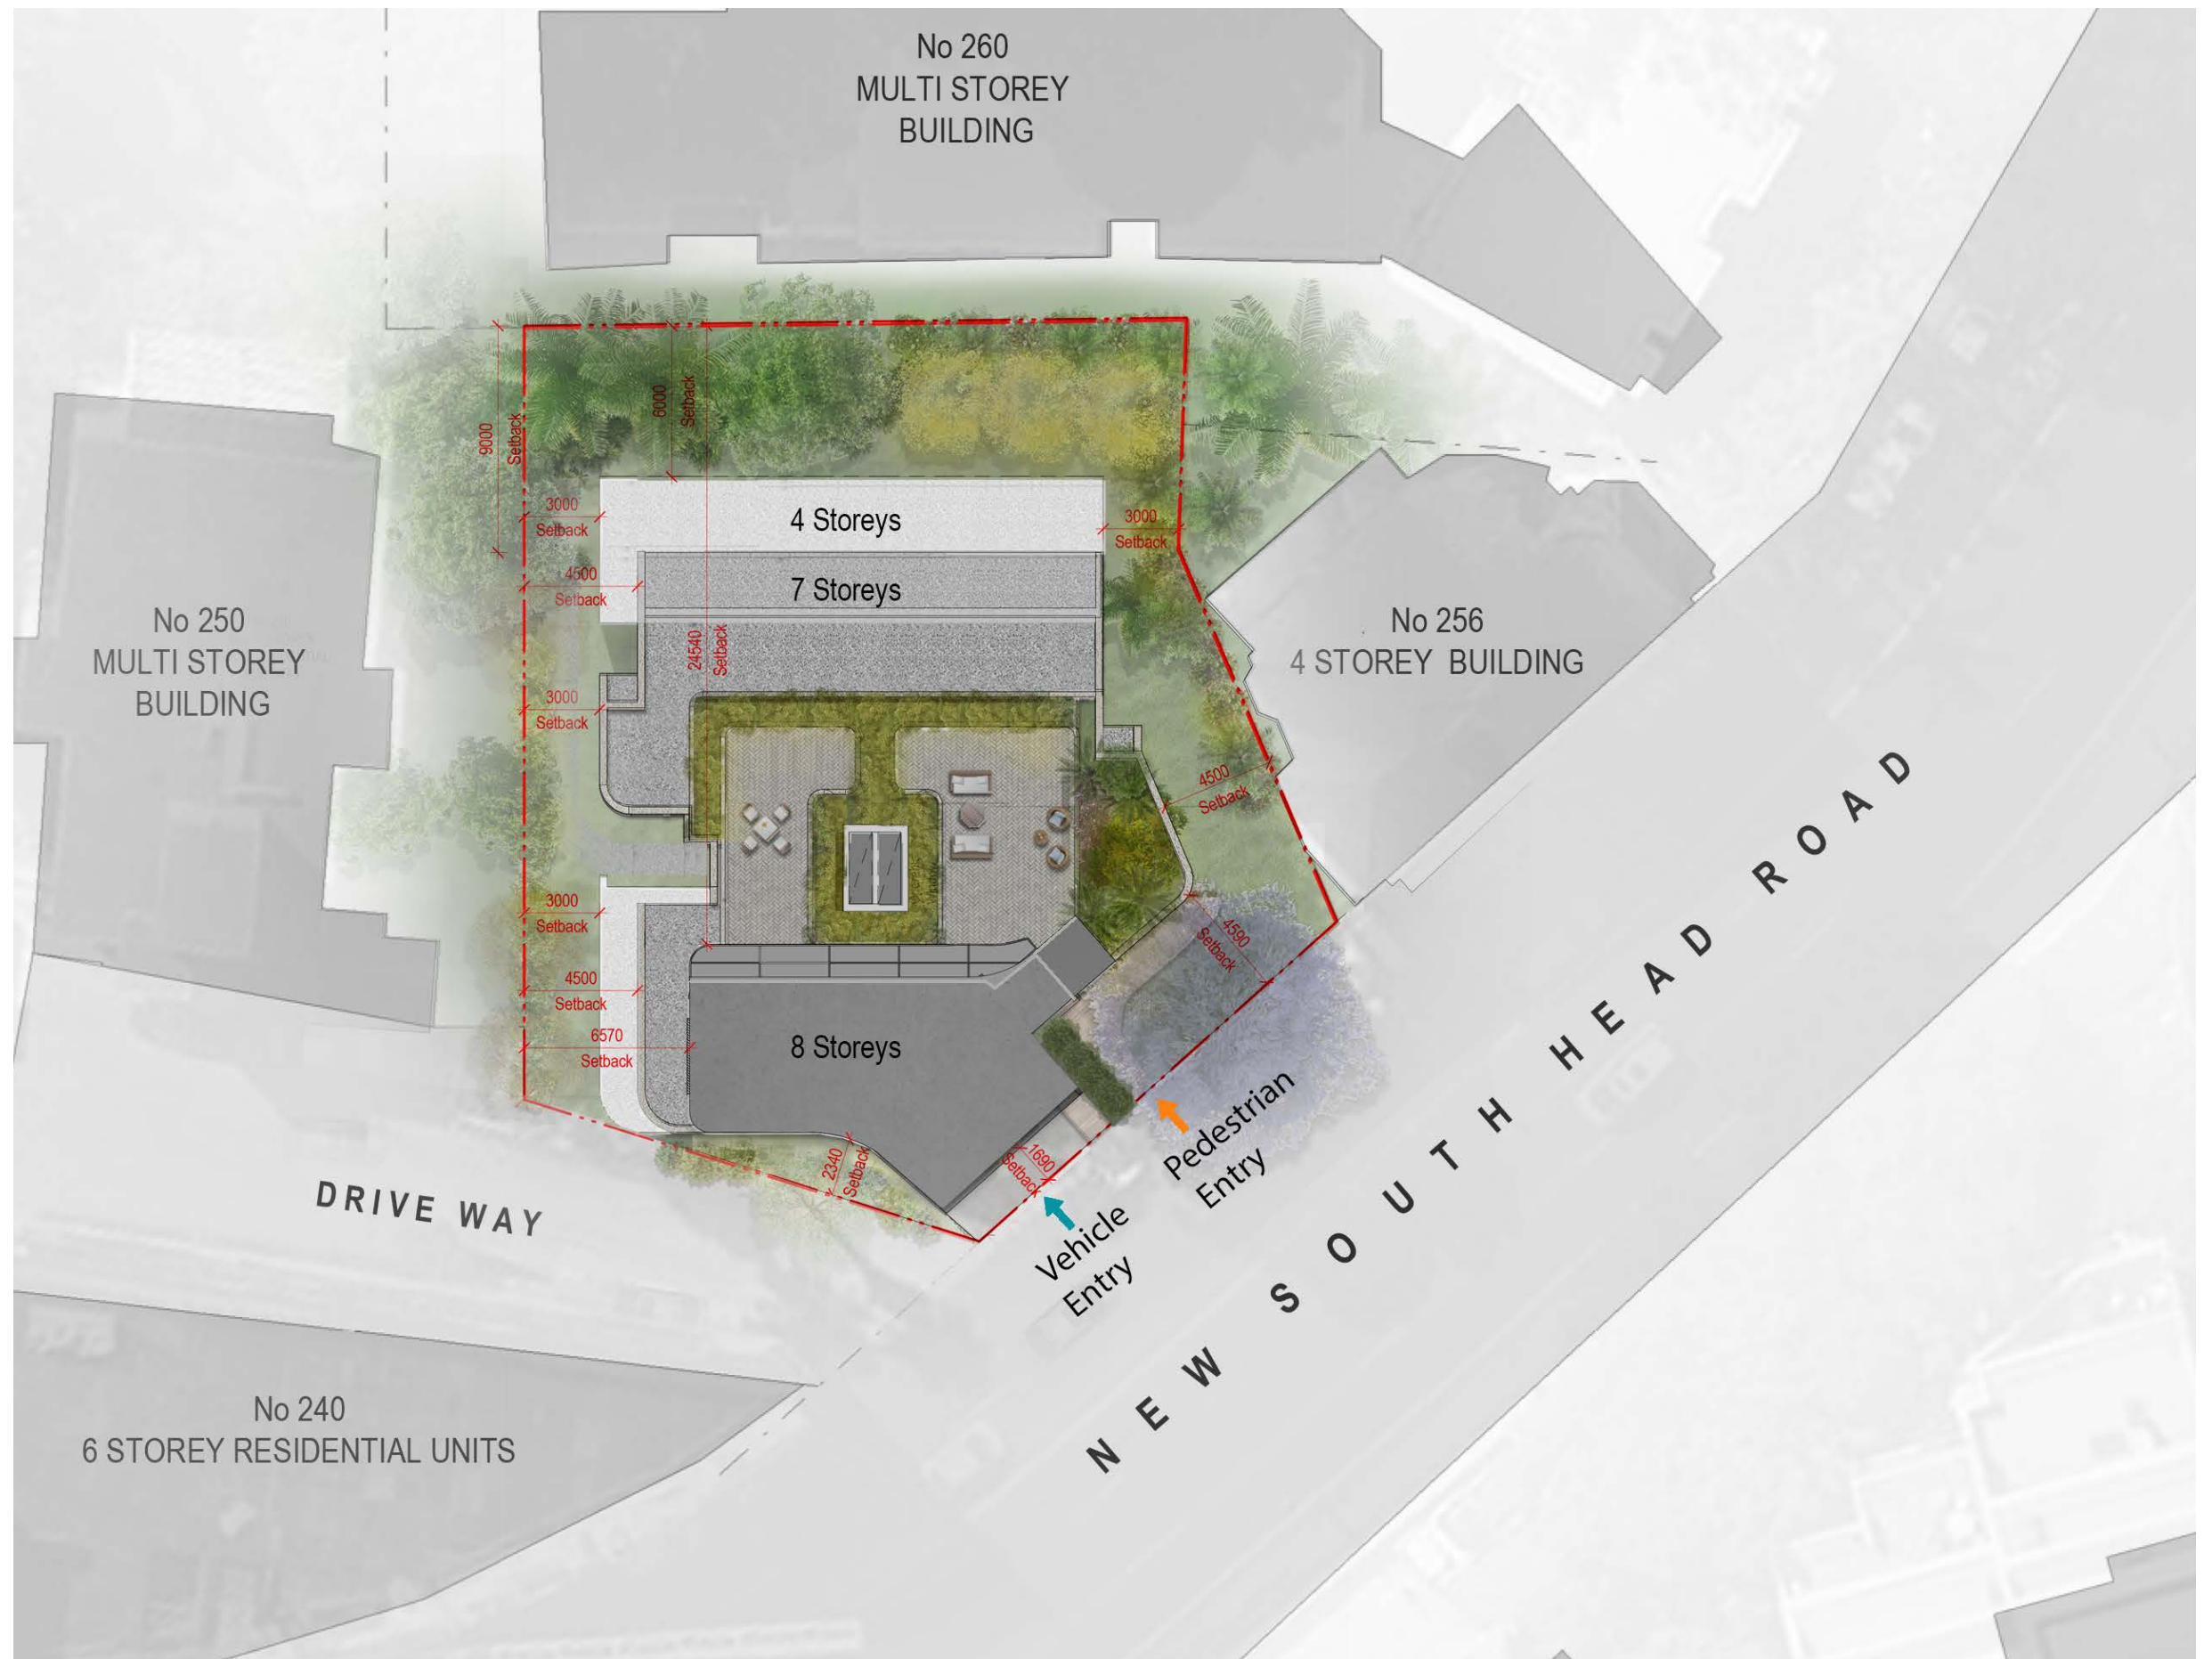 No 260
MULTI STOREY
BUILDING
6000
Setback
9000
Setback
3000
Setback
4 Storeys
3000
Setback
4500
Setback
7 Storeys
No 250
MULTI STOREY
BUILDING
No 256
4 STOREY BUILDING
24540
Setback
3000
Setback
4500
Setback
3000
Setback
4590
Setback
4500
Setback
6570
Setback
8 Storeys
2340
Setback
1690
Setback
Pedestrian
Entry
Vehicle
Entry
DRIVE WAY
NEW SOUTH HEAD ROAD
No 240
6 STOREY RESIDENTIAL UNITS